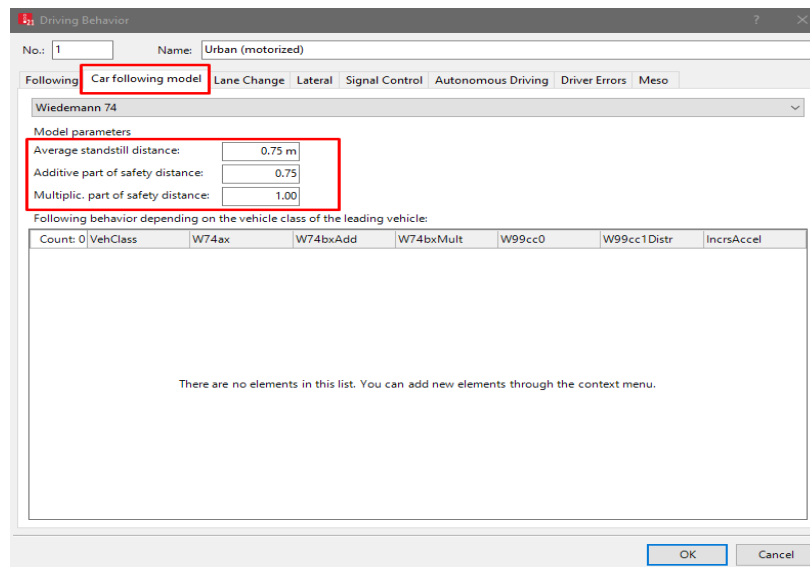 21 Driving Behavior ?
No.: 1 Name: Urban (motorized)
Following Car following model Lane Change Lateral Signal Control Autonomous Driving Driver Errors Meso
Wiedemann 74
Model parameters
Average standstill distance: 0.75 m
Additive part of safety distance: 0.75
Multiplic. part of safety distance: 1.00
Following behavior depending on the vehicle class of the leading vehicle:
Count: 0 VehClass W74ax W74bxAdd W74bxMult W99cc0 W99cc1Distr IncrsAccel
There are no elements in this list. You can add new elements through the context menu.
OK Cancel